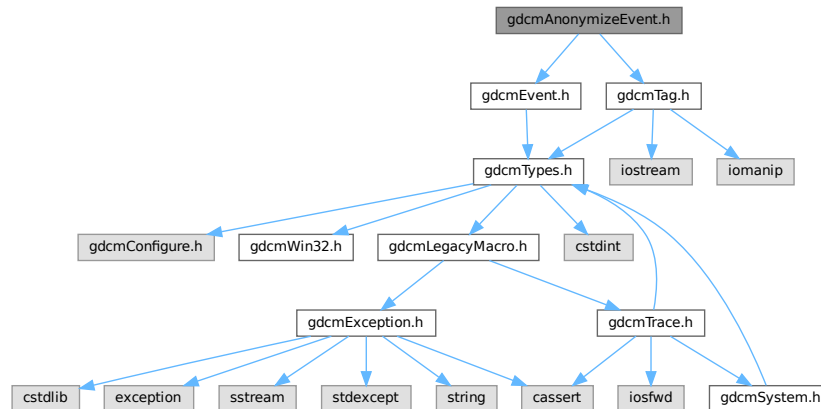 gdcmAnonymizeEvent.h
gdcmEvent.h
gdcmTag.h
gdcmTypes.h
iostream
iomanip
gdcmConfigure.h
gdcmWin32.h
gdcmLegacyMacro.h
cstdint
gdcmException.h
gdcmTrace.h
cstdlib
exception
sstream
stdexcept
string
cassert
iosfwd
gdcmSystem.h